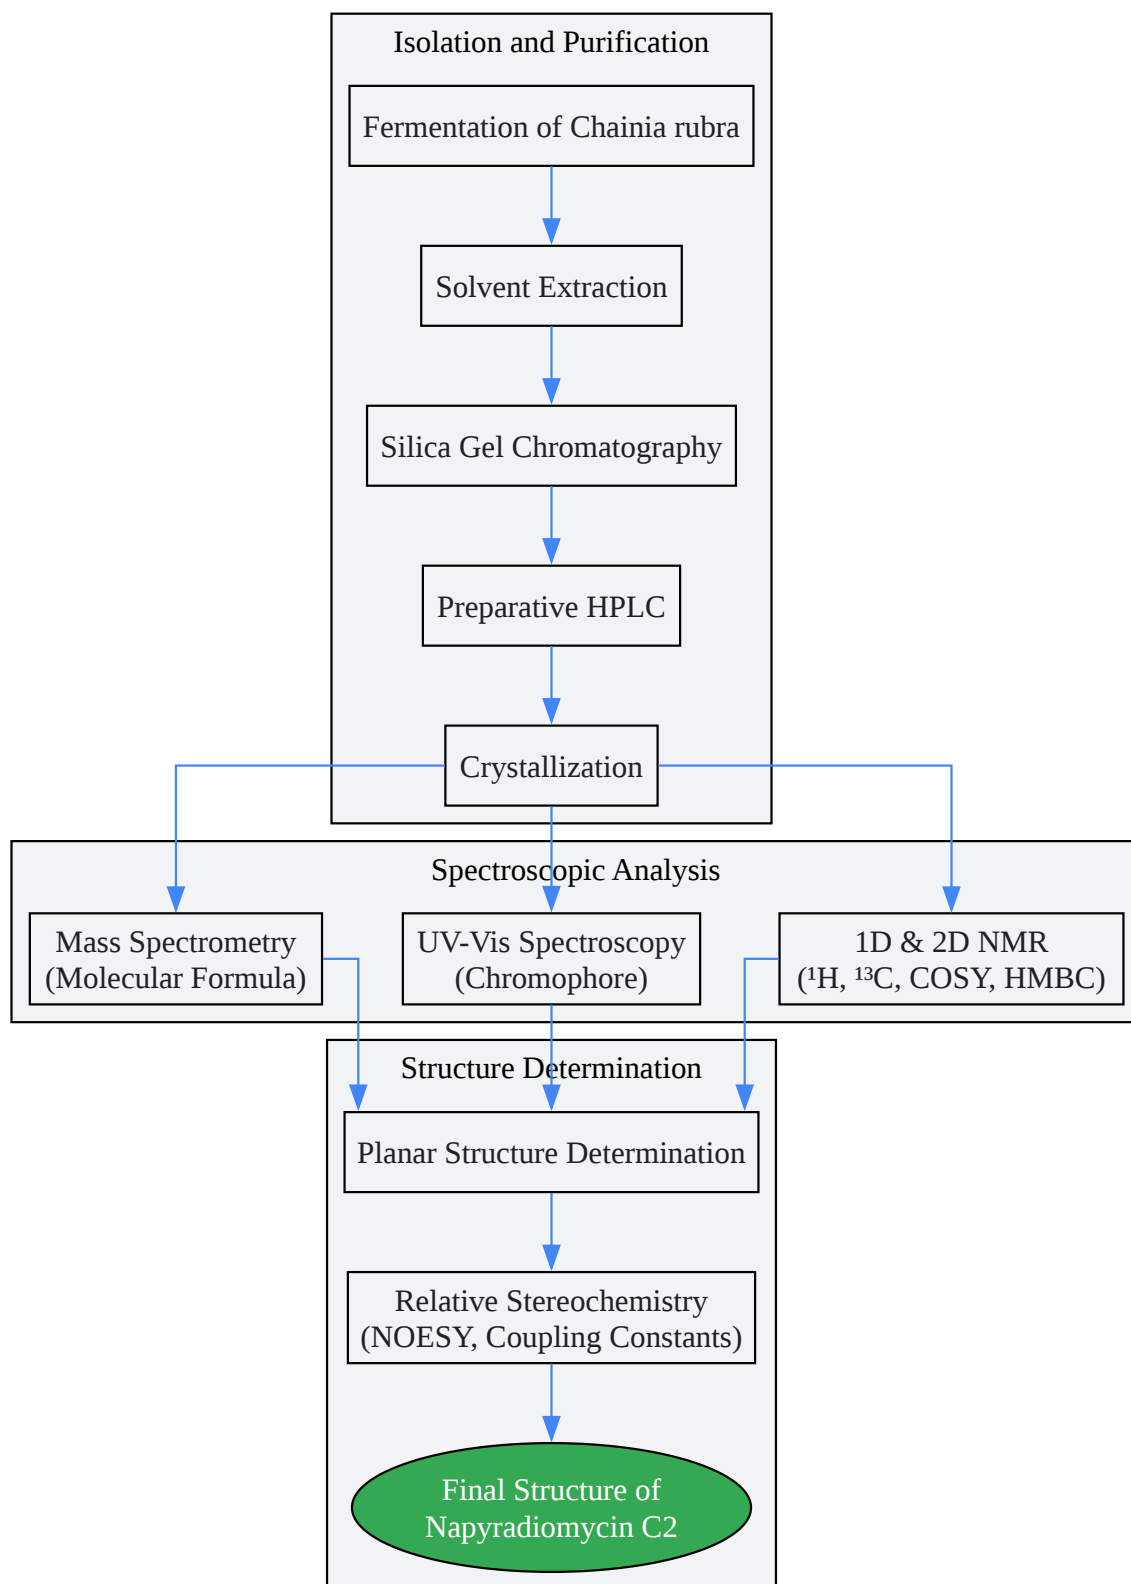 Isolation and Purification
Fermentation of Chainia rubra
Solvent Extraction
Silica Gel Chromatography
Preparative HPLC
Crystallization
Spectroscopic Analysis
Mass Spectrometry
(Molecular Formula)
UV-Vis Spectroscopy
(Chromophore)
1D & 2D NMR
(¹H, ¹³C, COSY, HMBC)
Structure Determination
Planar Structure Determination
Relative Stereochemistry
(NOESY, Coupling Constants)
Final Structure of
Napyradiomycin C2